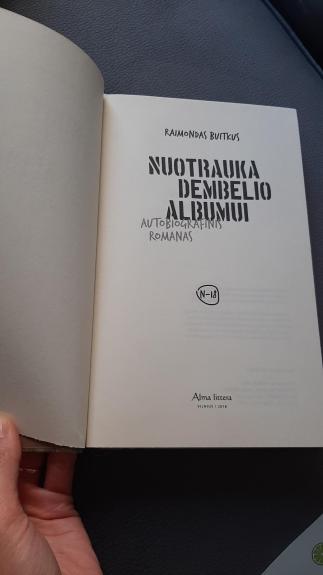 RAIMONDAS BUITKUS
NUOTRAUKA
DEMBELIO
ALBUMUI
AUTOBIOGRAFINIS
ROMANAS
N-18
Alma littera
VILNIUS / 2018